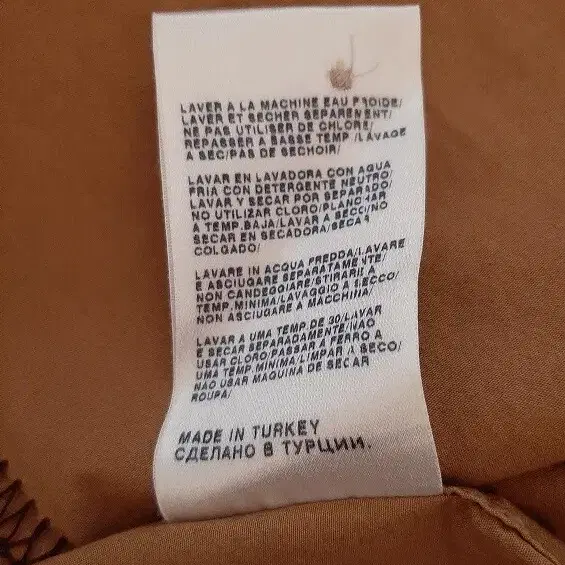 LAVER A LA MACHINE EAU FROIDE/
LAVER ET SECHER SEPAREMENT/
NE PAS UTILISER DE CHLORE/
REPASSER A BASSE TEMP /LAVAGE
A SEC/PAS DE SECHOIR/
LAVAR EN LAVADORA CON AGUA
FRIA CON DETERGENTE NEUTRO/
LAVAR Y SECAR POR SEPARADO/
NO UTILIZAR CLORO/PLANCHAR
A TEMP.BAJA/LAVAR A SECO/NO
SECAR EN SECADORA/SECAR
COLGADO/
LAVARE IN ACQUA FREDDA/LAVARE
E ASCIUGARE SEPARATAMENTE/
NON CANDEGGIARE/STIRARE A
TEMP.MINIMA/LAVAGGIO A SECCO/
NON ASCIUGARE A MACCHINA/
LAVAR A UMA TEMP.DE 30/LAVAR
E SECAR SEPARADAMENTE/NAO
USAR CLORO/PASSAR A FERRO A
UMA TEMP.MINIMA/LIMPAR A SECO/
NAO USAR MAQUINA DE SECAR
ROUPA/
MADE IN TURKEY
СДЕЛАНО В ТУРЦИИ.